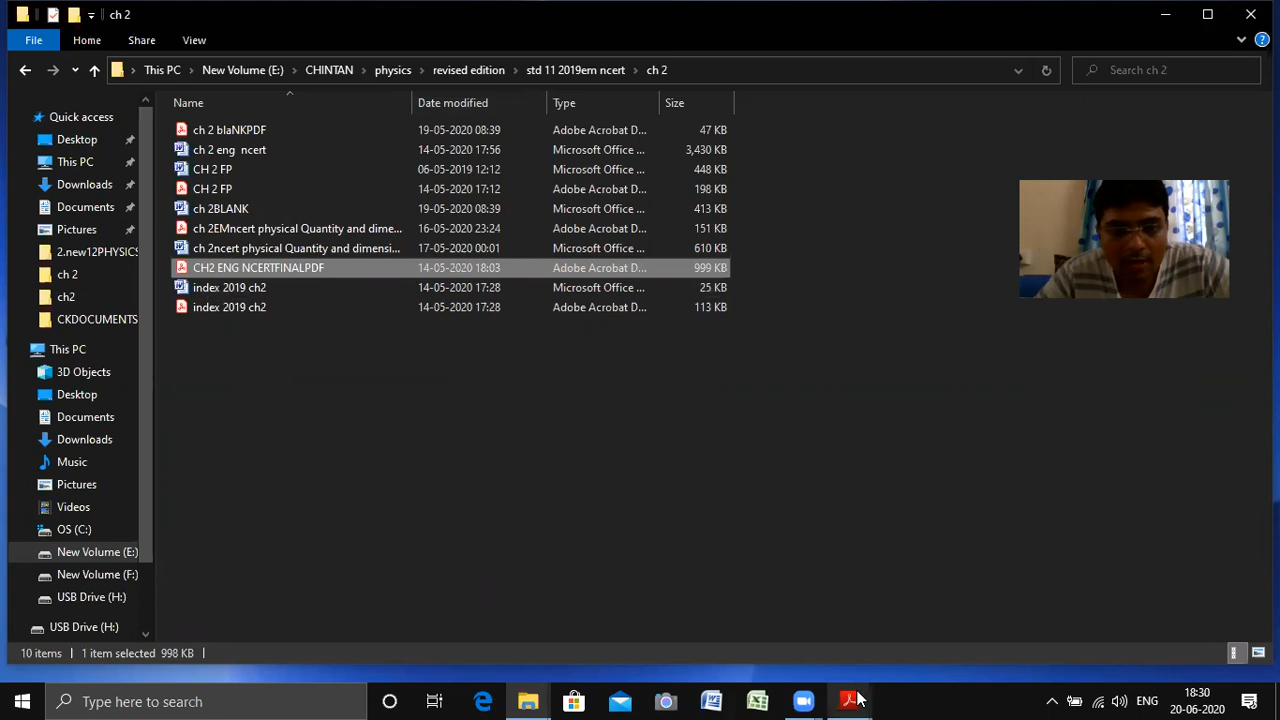 ch 2
File Home Share View
This PC New Volume (E:) CHINTAN physics revised edition std 11 2019em ncert ch 2 Search ch 2
Name Date modified Type Size
Quick access
Desktop
This PC
Downloads
Documents
Pictures
2.new12PHYSICS
ch 2
ch2
CKDOCUMENTS
This PC
3D Objects
Desktop
Documents
Downloads
Music
Pictures
Videos
OS (C:)
New Volume (E:)
New Volume (F:)
USB Drive (H:)
USB Drive (H:)
ch 2 blaNKPDF 19-05-2020 08:39 Adobe Acrobat D... 47 KB
ch 2 eng ncert 14-05-2020 17:56 Microsoft Office ... 3,430 KB
CH 2 FP 06-05-2019 12:12 Microsoft Office ... 448 KB
CH 2 FP 14-05-2020 17:12 Adobe Acrobat D... 198 KB
ch 2BLANK 19-05-2020 08:39 Microsoft Office ... 413 KB
ch 2EMncert physical Quantity and dime... 16-05-2020 23:24 Adobe Acrobat D... 151 KB
ch 2ncert physical Quantity and dimensi... 17-05-2020 00:01 Microsoft Office ... 610 KB
CH2 ENG NCERTFINALPDF 14-05-2020 18:03 Adobe Acrobat D... 999 KB
index 2019 ch2 14-05-2020 17:28 Microsoft Office ... 25 KB
index 2019 ch2 14-05-2020 17:28 Adobe Acrobat D... 113 KB
10 items 1 item selected 998 KB
Type here to search
ENG
18:30
20-06-2020